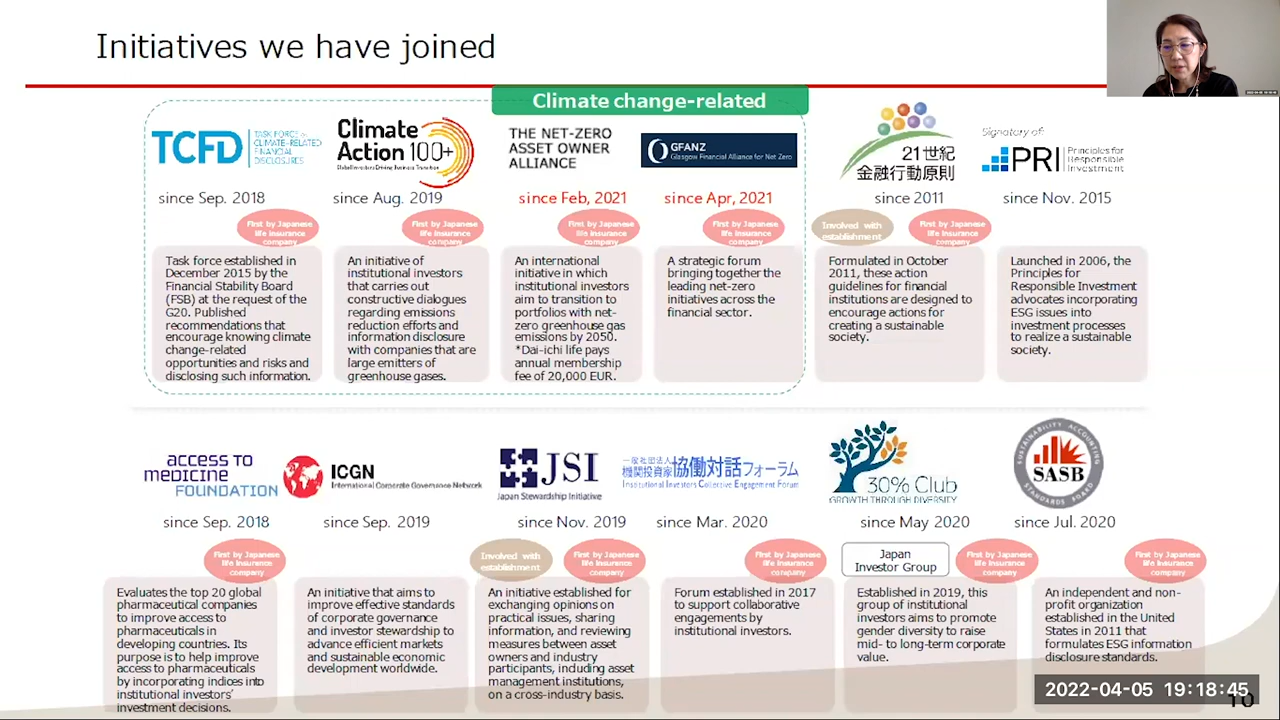 Initiatives we have joined
Climate change-related
TCFD
TASK FORCE
CLIMATE-RELATED
FINANCIAL
DISCLOSURES
since Sep. 2018
First by Japanese
life insurance
company
Task force established in
December 2015 by the
Financial Stability Board
(FSB) at the request of the
G20. Published
recommendations that
encourage knowing climate
change-related
opportunities and risks and
disclosing such information.
Climate
Action 100+
Global Investors Driving Business Transition
since Aug. 2019
First by Japanese
life insurance
company
An initiative of
institutional investors
that carries out
constructive dialogues
regarding emissions
reduction efforts and
information disclosure
with companies that are
large emitters of
greenhouse gases.
THE NET-ZERO
ASSET OWNER
ALLIANCE
since Feb, 2021
First by Japanese
life insurance
company
An international
initiative in which
institutional investors
aim to transition to
portfolios with net-
zero greenhouse gas
emissions by 2050.
*Dai-ichi life pays
annual membership
fee of 20,000 EUR.
GFANZ
Glasgow Financial Alliance for Net Zero
since Apr, 2021
First by Japanese
life insurance
company
A strategic forum
bringing together the
leading net-zero
initiatives across the
financial sector.
21世紀
金融行動原則
since 2011
Involved with
establishment
First by Japanese
life insurance
company
Formulated in October
2011, these action
guidelines for financial
institutions are designed to
encourage actions for
creating a sustainable
society.
Signatory of:
PRI
Principles for
Responsible
Investment
since Nov. 2015
Launched in 2006, the
Principles for
Responsible Investment
advocates incorporating
ESG issues into
investment processes
to realize a sustainable
society.
access to
medicine
FOUNDATION
since Sep. 2018
First by Japanese
life insurance
company
Evaluates the top 20 global
pharmaceutical companies
to improve access to
pharmaceuticals in
developing countries. Its
purpose is to help improve
access to pharmaceuticals
by incorporating indices into
institutional investors’
investment decisions.
ICGN
International Corporate Governance Network
since Sep. 2019
An initiative that aims to
improve effective standards
of corporate governance
and investor stewardship to
advance efficient markets
and sustainable economic
development worldwide.
JSI
Japan Stewardship Initiative
since Nov. 2019
Involved with
establishment
First by Japanese
life insurance
company
An initiative established for
exchanging opinions on
practical issues, sharing
information, and reviewing
measures between asset
owners and industry
participants, including asset
management institutions,
on a cross-industry basis.
一般社団法人
機関投資家協働対話フォーラム
Institutional Investors Collective Engagement Forum
since Mar. 2020
First by Japanese
life insurance
company
Forum established in 2017
to support collaborative
engagements by
institutional investors.
30% Club
GROWTH THROUGH DIVERSITY
since May 2020
Japan
Investor Group
First by Japanese
life insurance
company
Established in 2019, this
group of institutional
investors aims to promote
gender diversity to raise
mid- to long-term corporate
value.
SUSTAINABILITY ACCOUNTING
SASB
STANDARDS BOARD
since Jul. 2020
First by Japanese
life insurance
company
An independent and non-
profit organization
established in the United
States in 2011 that
formulates ESG information
disclosure standards.
2022-04-05 19:18:45
10